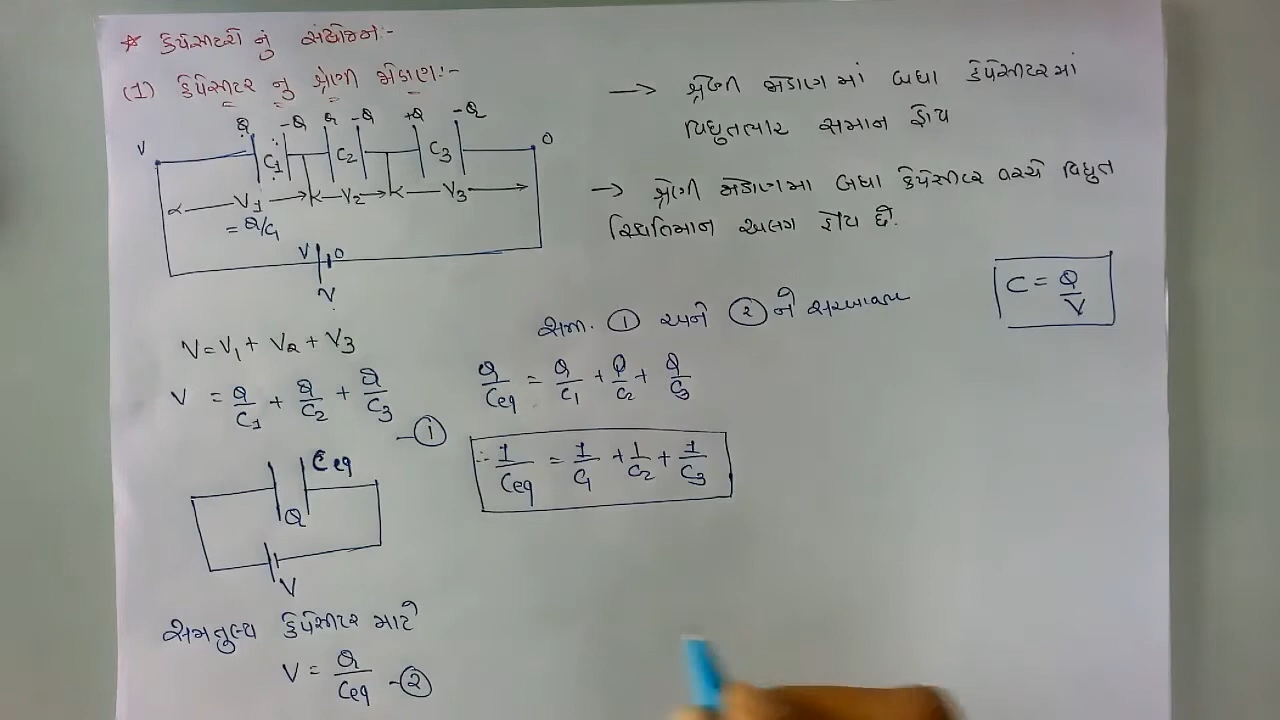 * કેપેસીટરો નું સંયોજન:-
(1) કેપેસીટર નું શ્રેણી જોડાણ:-
Q -Q Q -Q +Q -Q
V C1 C2 C3 0
V1 V2 V3
= Q/C1
V 0
V
V = V1 + V2 + V3
V = Q/C1 + Q/C2 + Q/C3 - ①
Ceq
Q
V
સમતુલ્ય કેપેસીટર માટે
V = Q/Ceq - ②
→ શ્રેણી જોડાણ માં બધા કેપેસીટરમાં
વિદ્યુતભાર સમાન હોય
→ શ્રેણી જોડાણમા બધા કેપેસીટર વચ્ચે વિદ્યુત
સ્થિતિમાન અલગ હોય છે.
C = Q/V
સમી. ① અને ② ને સરખાવતા
Q/Ceq = Q/C1 + Q/C2 + Q/C3
∴ 1/Ceq = 1/C1 + 1/C2 + 1/C3